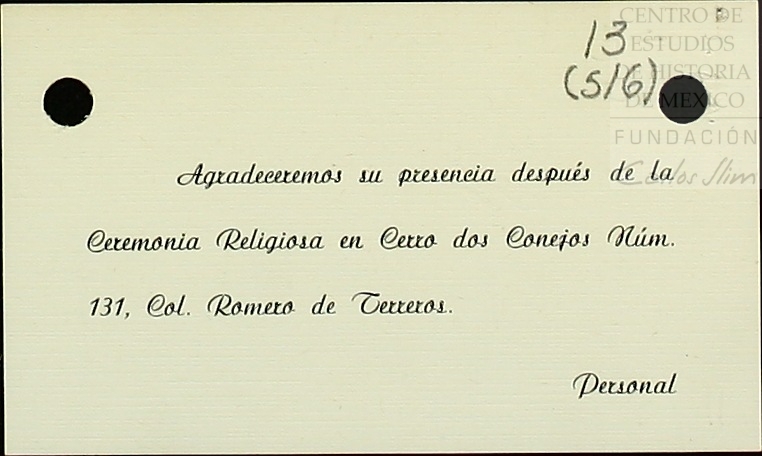 CENTRO DE
ESTUDIOS
DE HISTORIA
DE MEXICO
FUNDACIÓN
Carlos Slim
13
(5/6)
Agradeceremos su presencia después de la
Ceremonia Religiosa en Cerro dos Conejos Núm.
131, Col. Romero de Terreros.
Personal